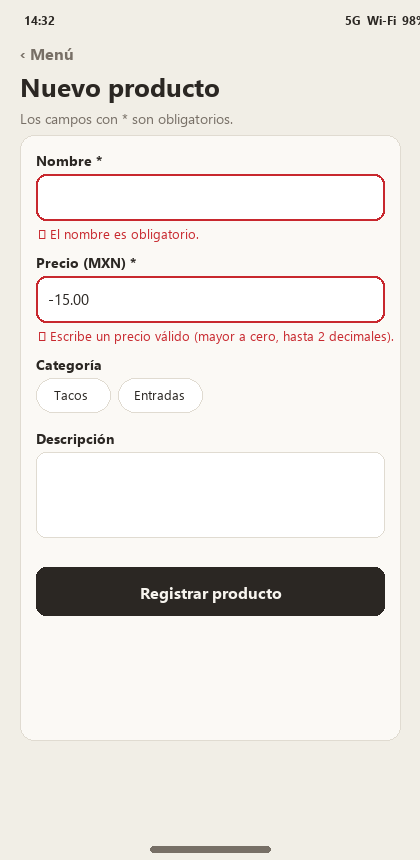 14:32 5G Wi-Fi 98%
‹ Menú
Nuevo producto
Los campos con * son obligatorios.
Nombre *
El nombre es obligatorio.
Precio (MXN) *
-15.00
Escribe un precio válido (mayor a cero, hasta 2 decimales).
Categoría
Tacos Entradas
Descripción
Registrar producto